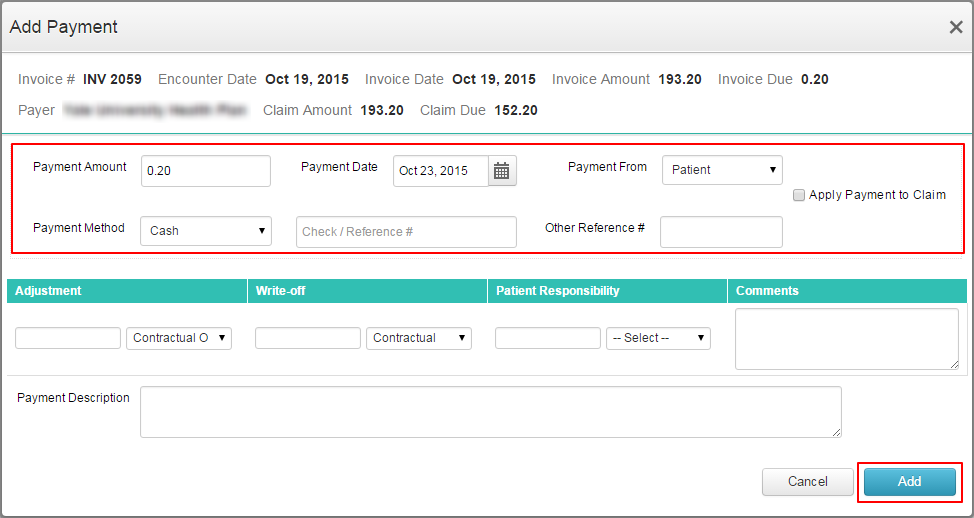 Add Payment
Invoice # INV 2059 Encounter Date Oct 19, 2015 Invoice Date Oct 19, 2015 Invoice Amount 193.20 Invoice Due 0.20
Payer Claim Amount 193.20 Claim Due 152.20
Payment Amount 0.20 Payment Date Oct 23, 2015 Payment From Patient
Apply Payment to Claim
Payment Method Cash Check / Reference # Other Reference #
Adjustment Write-off Patient Responsibility Comments
Contractual O Contractual -- Select --
Payment Description
Cancel Add